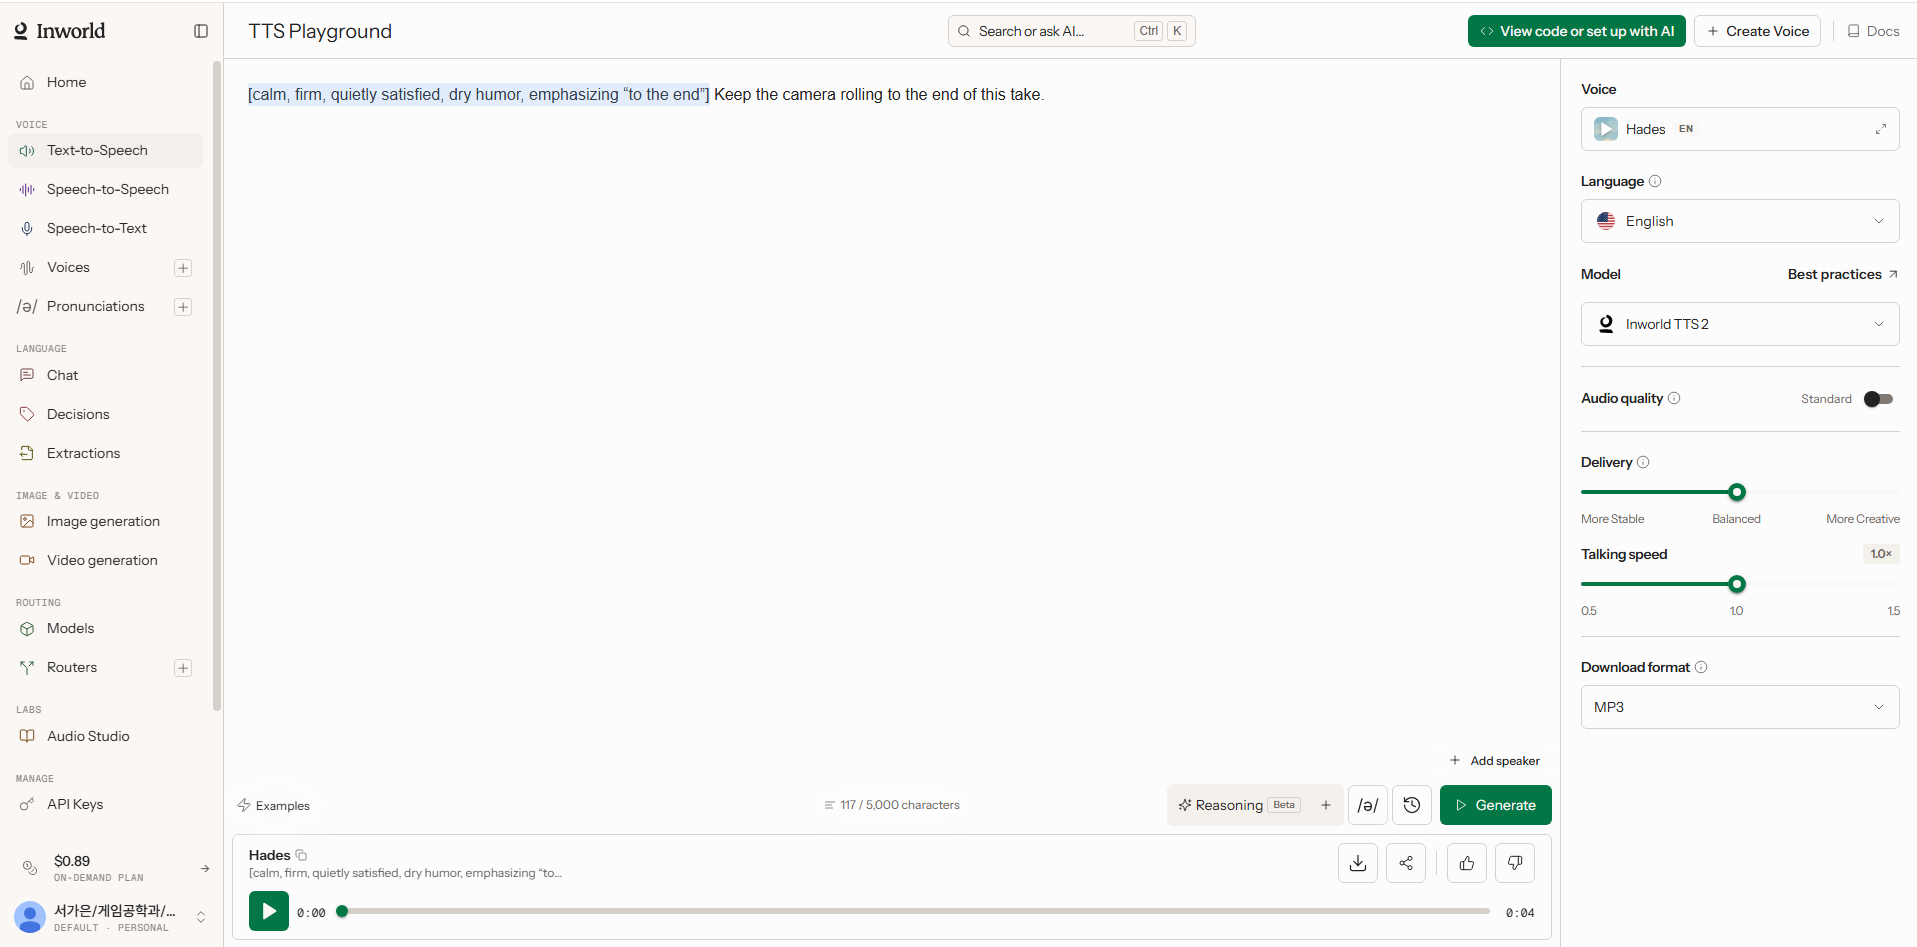 Inworld
TTS Playground
Search or ask AI...
Ctrl
K
View code or set up with AI
Create Voice
Docs
Home
VOICE
Text-to-Speech
Speech-to-Speech
Speech-to-Text
Voices
/ə/ Pronunciations
LANGUAGE
Chat
Decisions
Extractions
IMAGE & VIDEO
Image generation
Video generation
ROUTING
Models
Routers
LABS
Audio Studio
MANAGE
API Keys
$0.89
ON-DEMAND PLAN
서가은/게임공학과/...
DEFAULT · PERSONAL
[calm, firm, quietly satisfied, dry humor, emphasizing “to the end”] Keep the camera rolling to the end of this take.
Add speaker
Examples
117 / 5,000 characters
Reasoning Beta
/ə/
Generate
Hades
[calm, firm, quietly satisfied, dry humor, emphasizing “to...
0:00
0:04
Voice
Hades EN
Language
English
Model
Best practices
Inworld TTS 2
Audio quality
Standard
Delivery
More Stable
Balanced
More Creative
Talking speed
1.0×
0.5
1.0
1.5
Download format
MP3